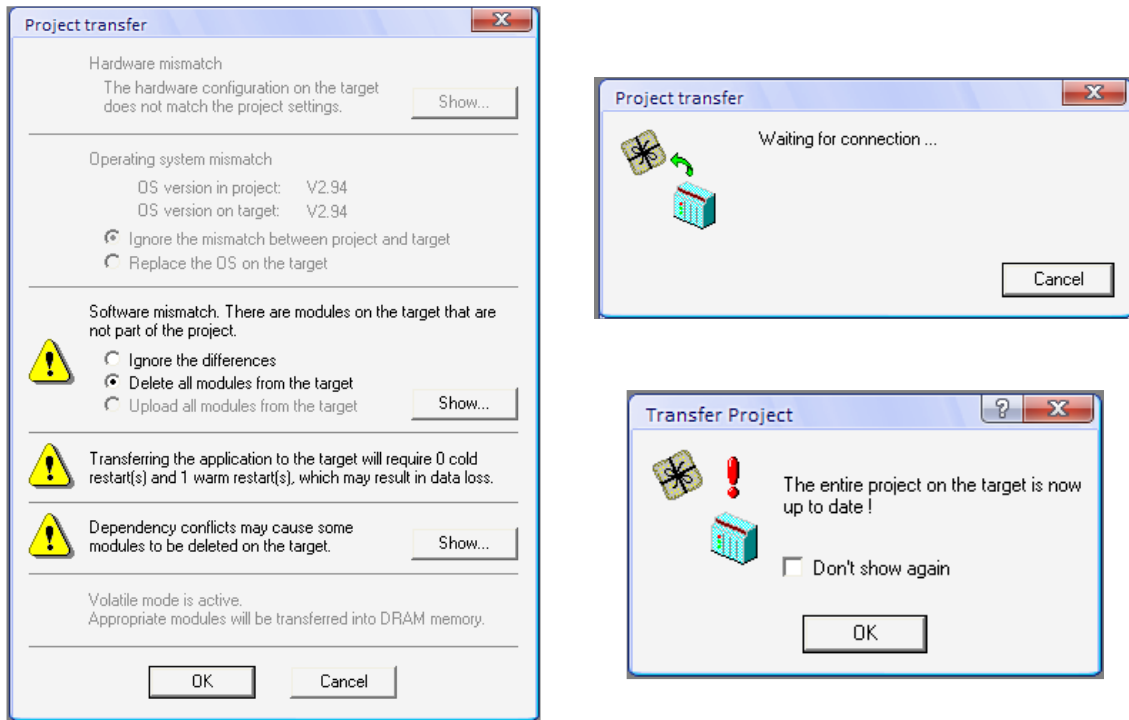 Project transfer
Hardware mismatch
The hardware configuration on the target
does not match the project settings.
Show...
Operating system mismatch
OS version in project: V2.94
OS version on target: V2.94
Ignore the mismatch between project and target
Replace the OS on the target
Software mismatch. There are modules on the target that are
not part of the project.
Ignore the differences
Delete all modules from the target
Upload all modules from the target
Show...
Transferring the application to the target will require 0 cold
restart(s) and 1 warm restart(s), which may result in data loss.
Dependency conflicts may cause some
modules to be deleted on the target.
Show...
Volatile mode is active.
Appropriate modules will be transferred into DRAM memory.
OK Cancel
Project transfer
Waiting for connection ...
Cancel
Transfer Project
The entire project on the target is now
up to date !
Don't show again
OK